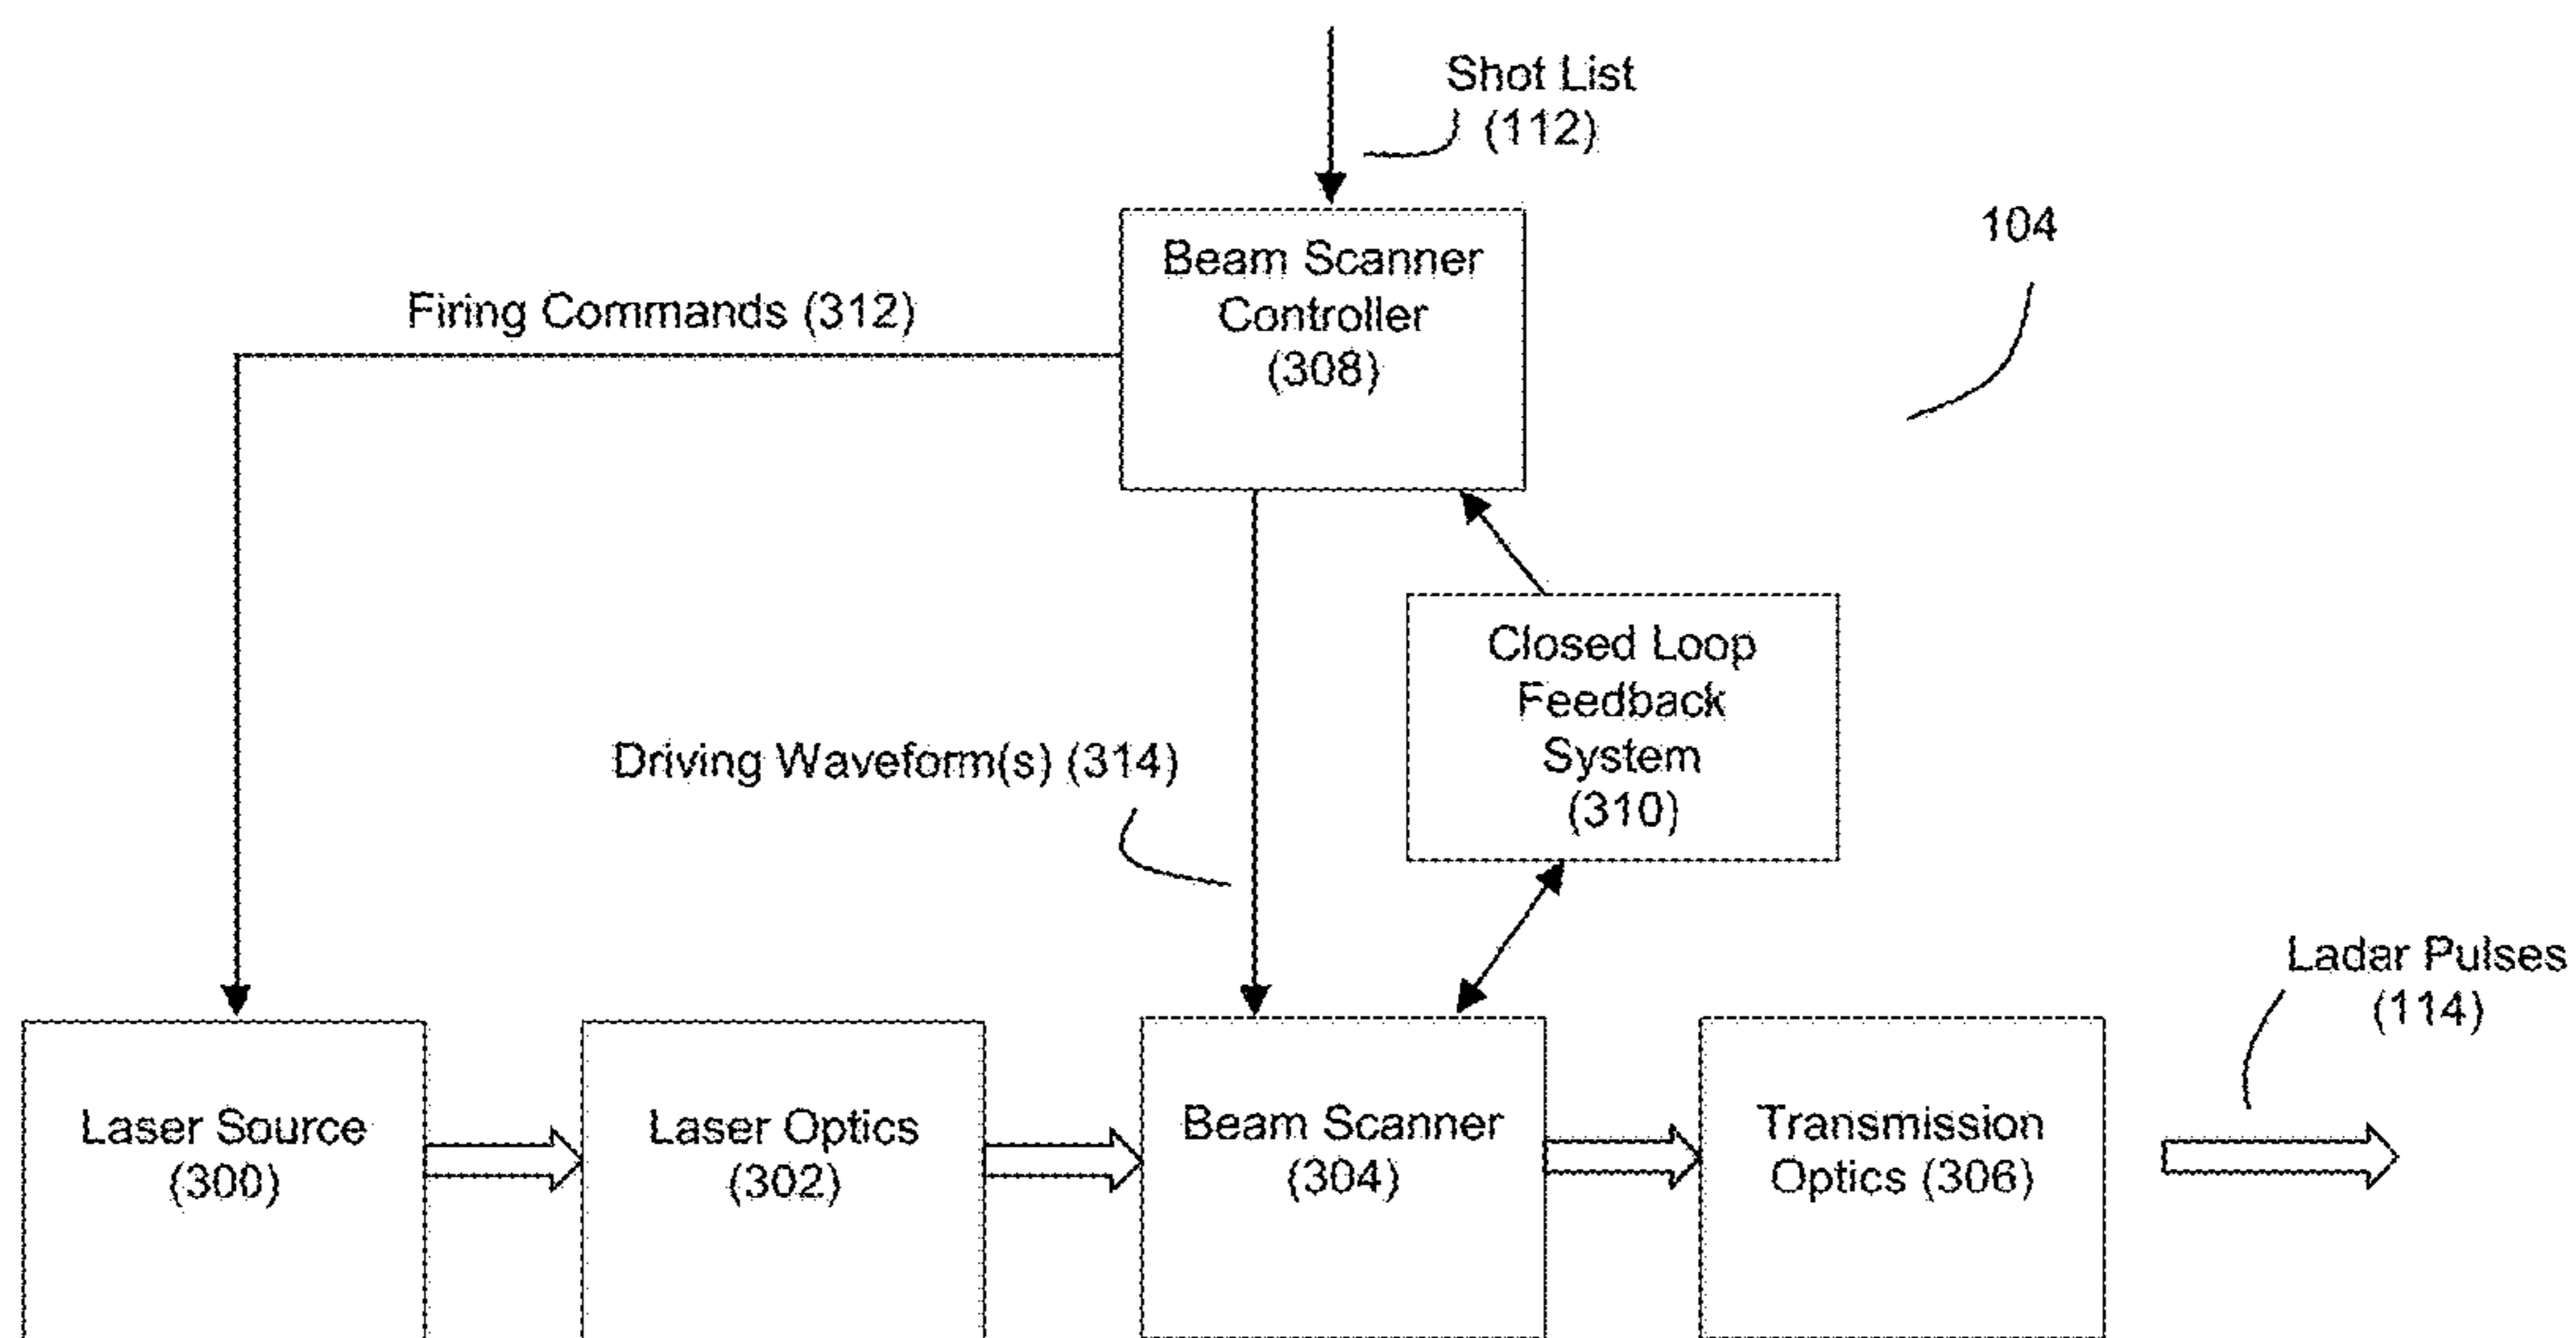 Shot List
(112)
104
Beam Scanner
Controller
(308)
Firing Commands (312)
Closed Loop
Feedback
System
(310)
Driving Waveform(s) (314)
Ladar Pulses
(114)
Laser Source
(300)
Laser Optics
(302)
Beam Scanner
(304)
Transmission
Optics (306)